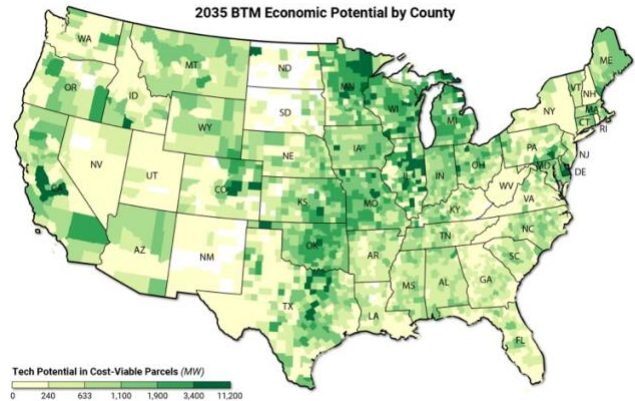 2035 BTM Economic Potential by County
WA
MT
ND
MN
ME
OR
ID
SD
WI
VT
NH
WY
MI
NY
MA
CT
RI
NE
IA
PA
NJ
NV
UT
CO
IN
OH
MD
DE
CA
KS
MO
WV
VA
KY
AZ
NM
OK
AR
TN
NC
TX
LA
MS
AL
GA
SC
FL
Tech Potential in Cost-Viable Parcels (MW)
0 240 633 1,100 1,900 3,400 11,200